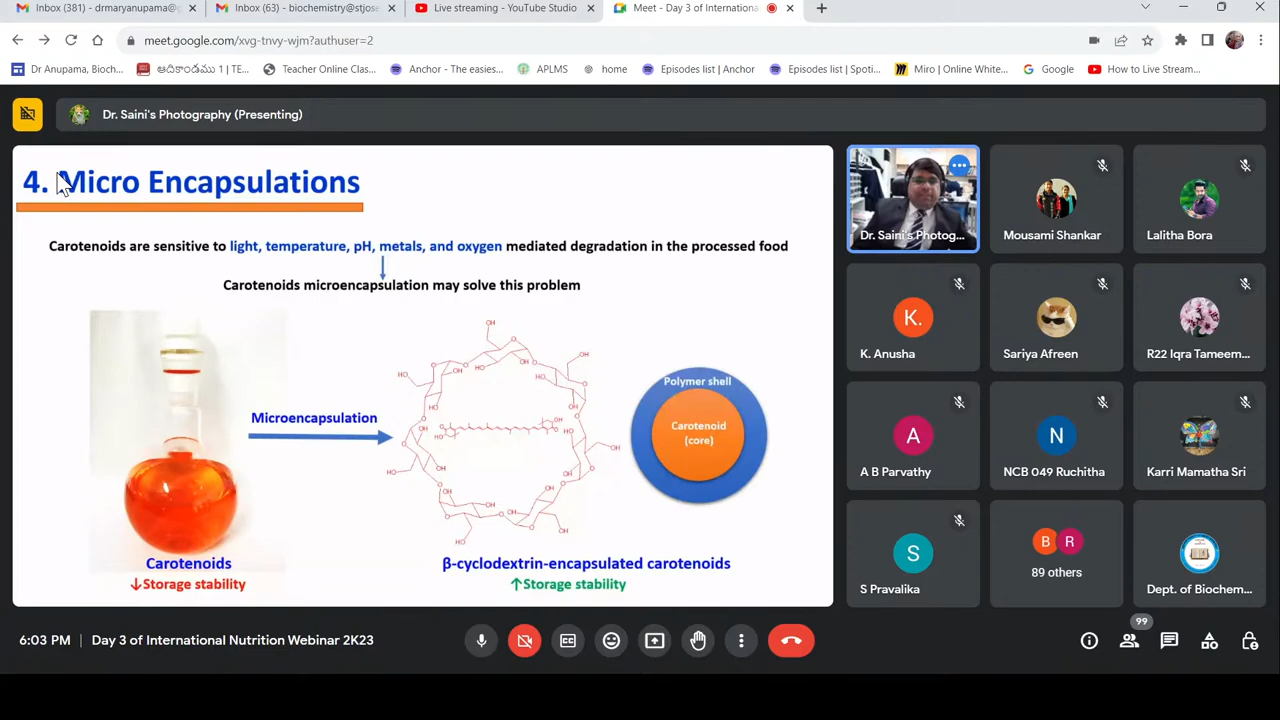 Inbox (381) - drmaryanupama@g
Inbox (63) - biochemistry@stjose
Live streaming - YouTube Studio
Meet - Day 3 of International
meet.google.com/xvg-tnvy-wjm?authuser=2
Dr Anupama, Bioch...
ఆదికాండము 1 | TE...
Teacher Online Clas...
Anchor - The easies...
APLMS
home
Episodes list | Anchor
Episodes list | Spoti...
Miro | Online White...
Google
How to Live Stream...
Dr. Saini's Photography (Presenting)
4. Micro Encapsulations
Carotenoids are sensitive to light, temperature, pH, metals, and oxygen mediated degradation in the processed food
Carotenoids microencapsulation may solve this problem
Microencapsulation
Polymer shell
Carotenoid
(core)
Carotenoids
↓Storage stability
β-cyclodextrin-encapsulated carotenoids
↑Storage stability
Dr. Saini's Photog...
Mousami Shankar
Lalitha Bora
K.
K. Anusha
Sariya Afreen
R22 Iqra Tameem...
A
A B Parvathy
N
NCB 049 Ruchitha
Karri Mamatha Sri
S
S Pravalika
B R
89 others
Dept. of Biochem...
6:03 PM
Day 3 of International Nutrition Webinar 2K23
99